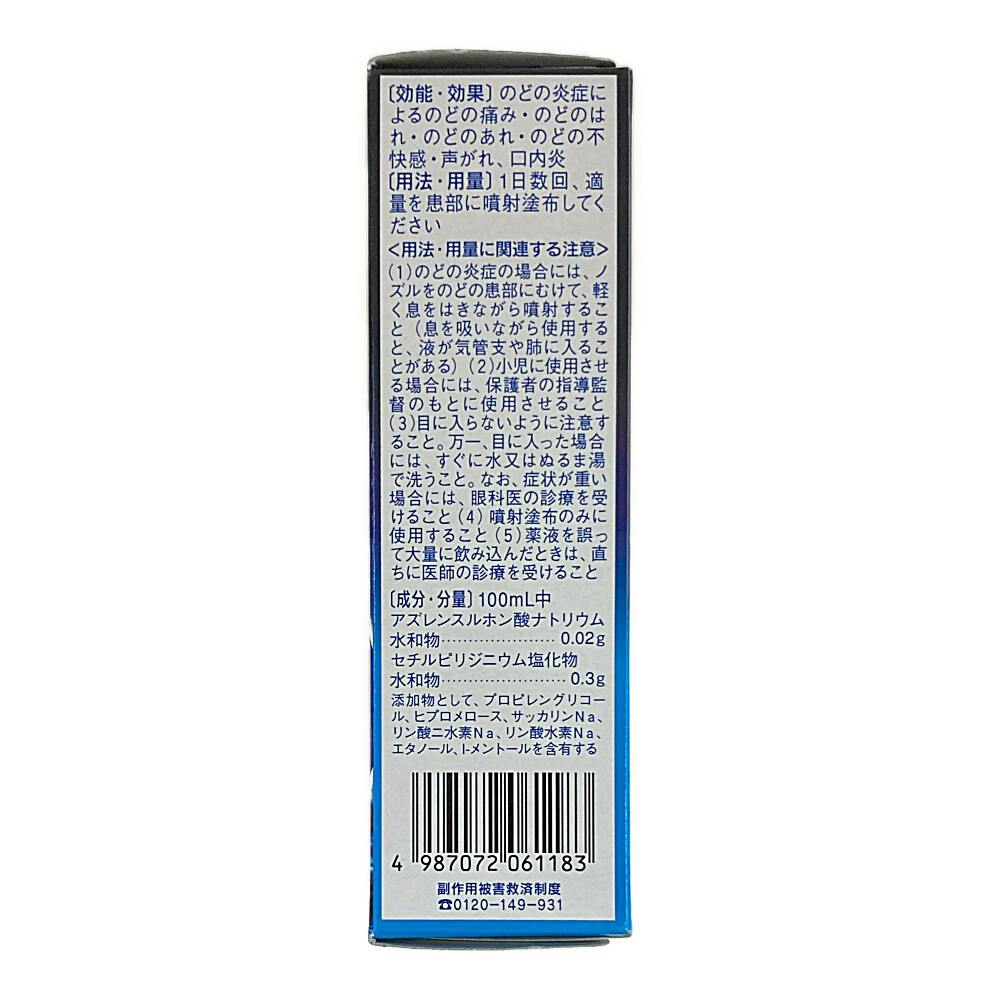 〔効能・効果〕のどの炎症に
よるのどの痛み・のどのは
れ・のどのあれ・のどの不
快感・声がれ、口内炎
〔用法・用量〕1日数回、適
量を患部に噴射塗布してく
ださい
<用法・用量に関連する注意>
(1)のどの炎症の場合には、ノ
ズルをのどの患部にむけて、軽
く息をはきながら噴射するこ
と（息を吸いながら使用する
と、液が気管支や肺に入るこ
とがある）(2)小児に使用させ
る場合には、保護者の指導監
督のもとに使用させること
(3)目に入らないように注意す
ること。万一、目に入った場合
には、すぐに水又はぬるま湯
で洗うこと。なお、症状が重い
場合には、眼科医の診療を受
けること(4)噴射塗布のみに
使用すること(5)薬液を誤っ
て大量に飲み込んだときは、直
ちに医師の診療を受けること
〔成分・分量〕100mL中
アズレンスルホン酸ナトリウム
水和物…………………0.02g
セチルピリジニウム塩化物
水和物……………………0.3g
添加物として、プロピレングリコー
ル、ヒプロメロース、サッカリンNa、
リン酸二水素Na、リン酸水素Na、
エタノール、l-メントールを含有する
4 987072 061183
副作用被害救済制度
☎0120-149-931